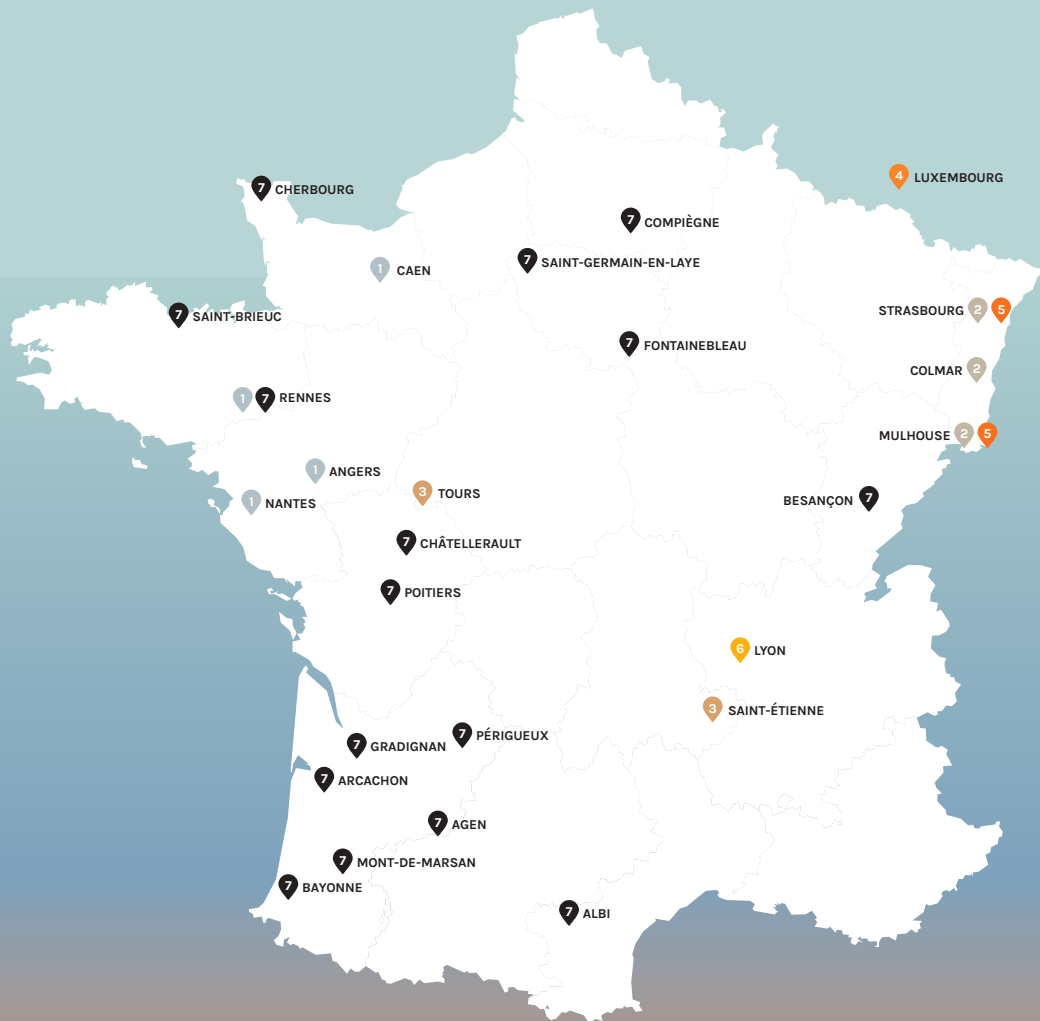 7 CHERBOURG
4 LUXEMBOURG
7 COMPIÈGNE
1 CAEN
7 SAINT-GERMAIN-EN-LAYE
7 SAINT-BRIEUC
STRASBOURG 2 5
7 FONTAINEBLEAU
COLMAR 2
1 7 RENNES
MULHOUSE 2 5
1 ANGERS
3 TOURS
1 NANTES
BESANÇON 7
7 CHÂTELLERAULT
7 POITIERS
6 LYON
3 SAINT-ÉTIENNE
7 PÉRIGUEUX
7 GRADIGNAN
7 ARCACHON
7 AGEN
7 MONT-DE-MARSAN
7 BAYONNE
7 ALBI